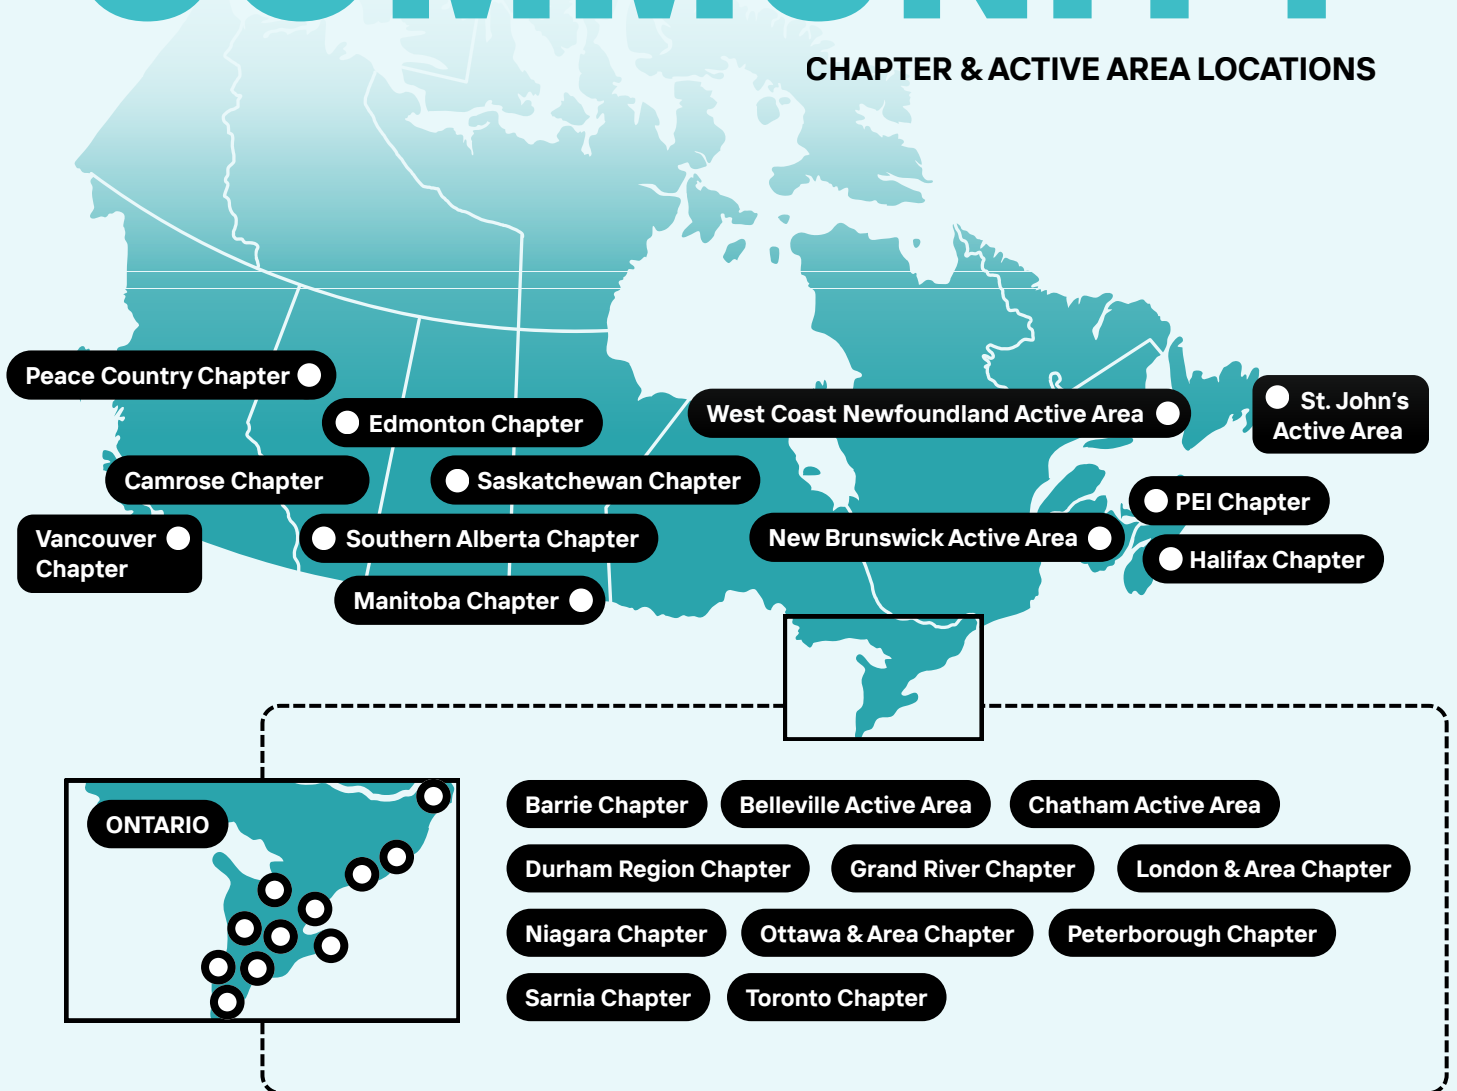 COMMUNITY
CHAPTER & ACTIVE AREA LOCATIONS
Peace Country Chapter
Edmonton Chapter
West Coast Newfoundland Active Area
St. John's
Active Area
Camrose Chapter
Saskatchewan Chapter
PEI Chapter
Vancouver
Chapter
Southern Alberta Chapter
New Brunswick Active Area
Halifax Chapter
Manitoba Chapter
ONTARIO
Barrie Chapter
Belleville Active Area
Chatham Active Area
Durham Region Chapter
Grand River Chapter
London & Area Chapter
Niagara Chapter
Ottawa & Area Chapter
Peterborough Chapter
Sarnia Chapter
Toronto Chapter